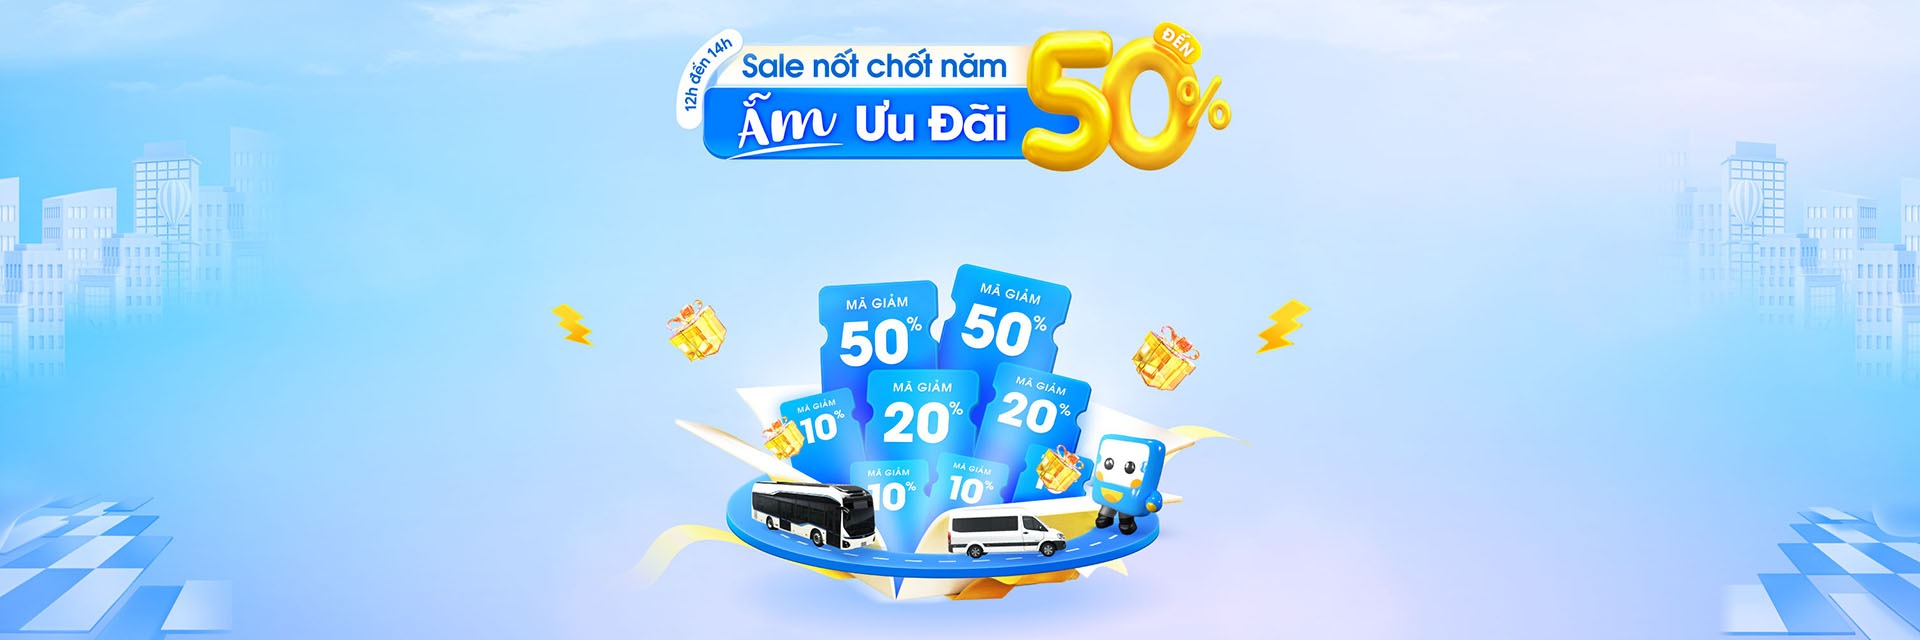 12h đến 14h
Sale nốt chốt năm
Ẵm Ưu Đãi
ĐẾN
50%
MÃ GIẢM
50%
MÃ GIẢM
50%
MÃ GIẢM
20%
MÃ GIẢM
20%
MÃ GIẢM
10%
MÃ GIẢM
10%
MÃ GIẢM
10%